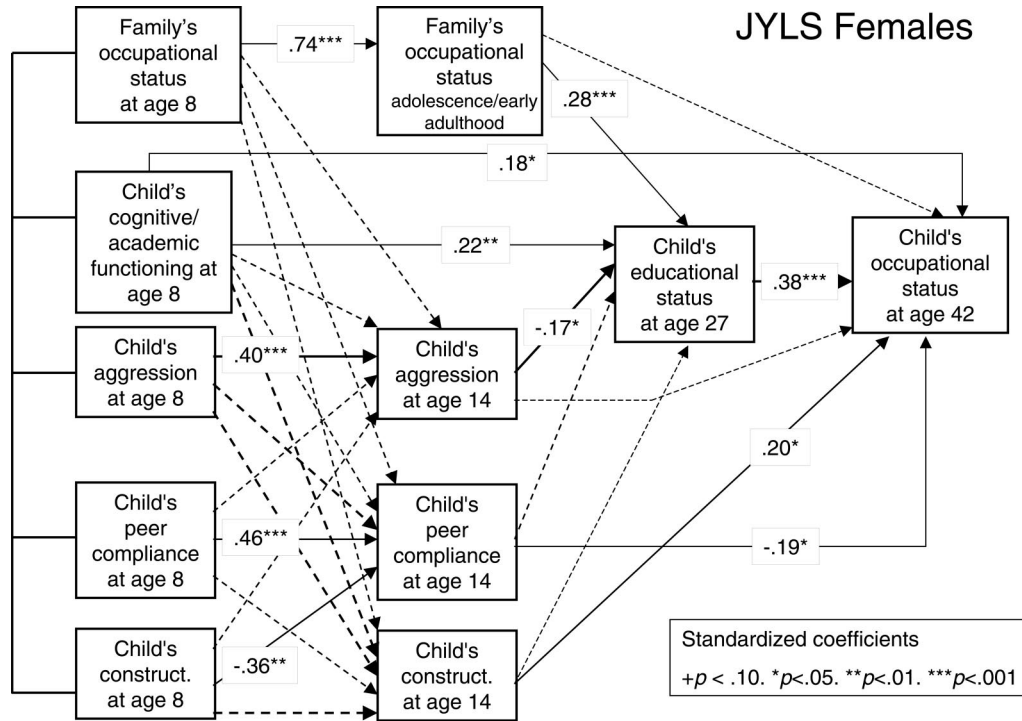 JYLS Females
Family’s
occupational
status
at age 8
.74***
Family’s
occupational
status
adolescence/early
adulthood
.28***
.18*
Child’s
cognitive/
academic
functioning at
age 8
.22**
Child's
educational
status
at age 27
.38***
Child's
occupational
status
at age 42
Child's
aggression
at age 8
.40***
Child's
aggression
at age 14
-.17*
.20*
Child's
peer
compliance
at age 8
.46***
Child's
peer
compliance
at age 14
-.19*
Child's
construct.
at age 8
-.36**
Child's
construct.
at age 14
Standardized coefficients
+p < .10. *p<.05. **p<.01. ***p<.001